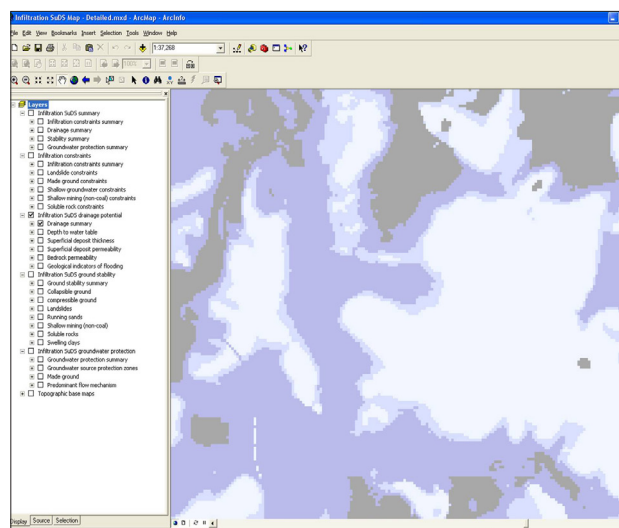 Infiltration SuDS Map - Detailed.mxd - ArcMap - ArcInfo
File Edit View Bookmarks Insert Selection Tools Window Help
1:37,268
100%
Layers
Infiltration SuDS summary
Infiltration constraints summary
Drainage summary
Stability summary
Groundwater protection summary
Infiltration constraints
Infiltration constraints summary
Landslide constraints
Made ground constraints
Shallow groundwater constraints
Shallow mining (non-coal) constraints
Soluble rock constraints
Infiltration SuDS drainage potential
Drainage summary
Depth to water table
Superficial deposit thickness
Superficial deposit permeability
Bedrock permeability
Geological indicators of flooding
Infiltration SuDS ground stability
Ground stability summary
Collapsible ground
compressible ground
Landslides
Running sands
Shallow mining (non-coal)
Soluble rocks
Swelling clays
Infiltration SuDS groundwater protection
Groundwater protection summary
Groundwater source protection zones
Made ground
Predominant flow mechanism
Topographic base maps
Display Source Selection